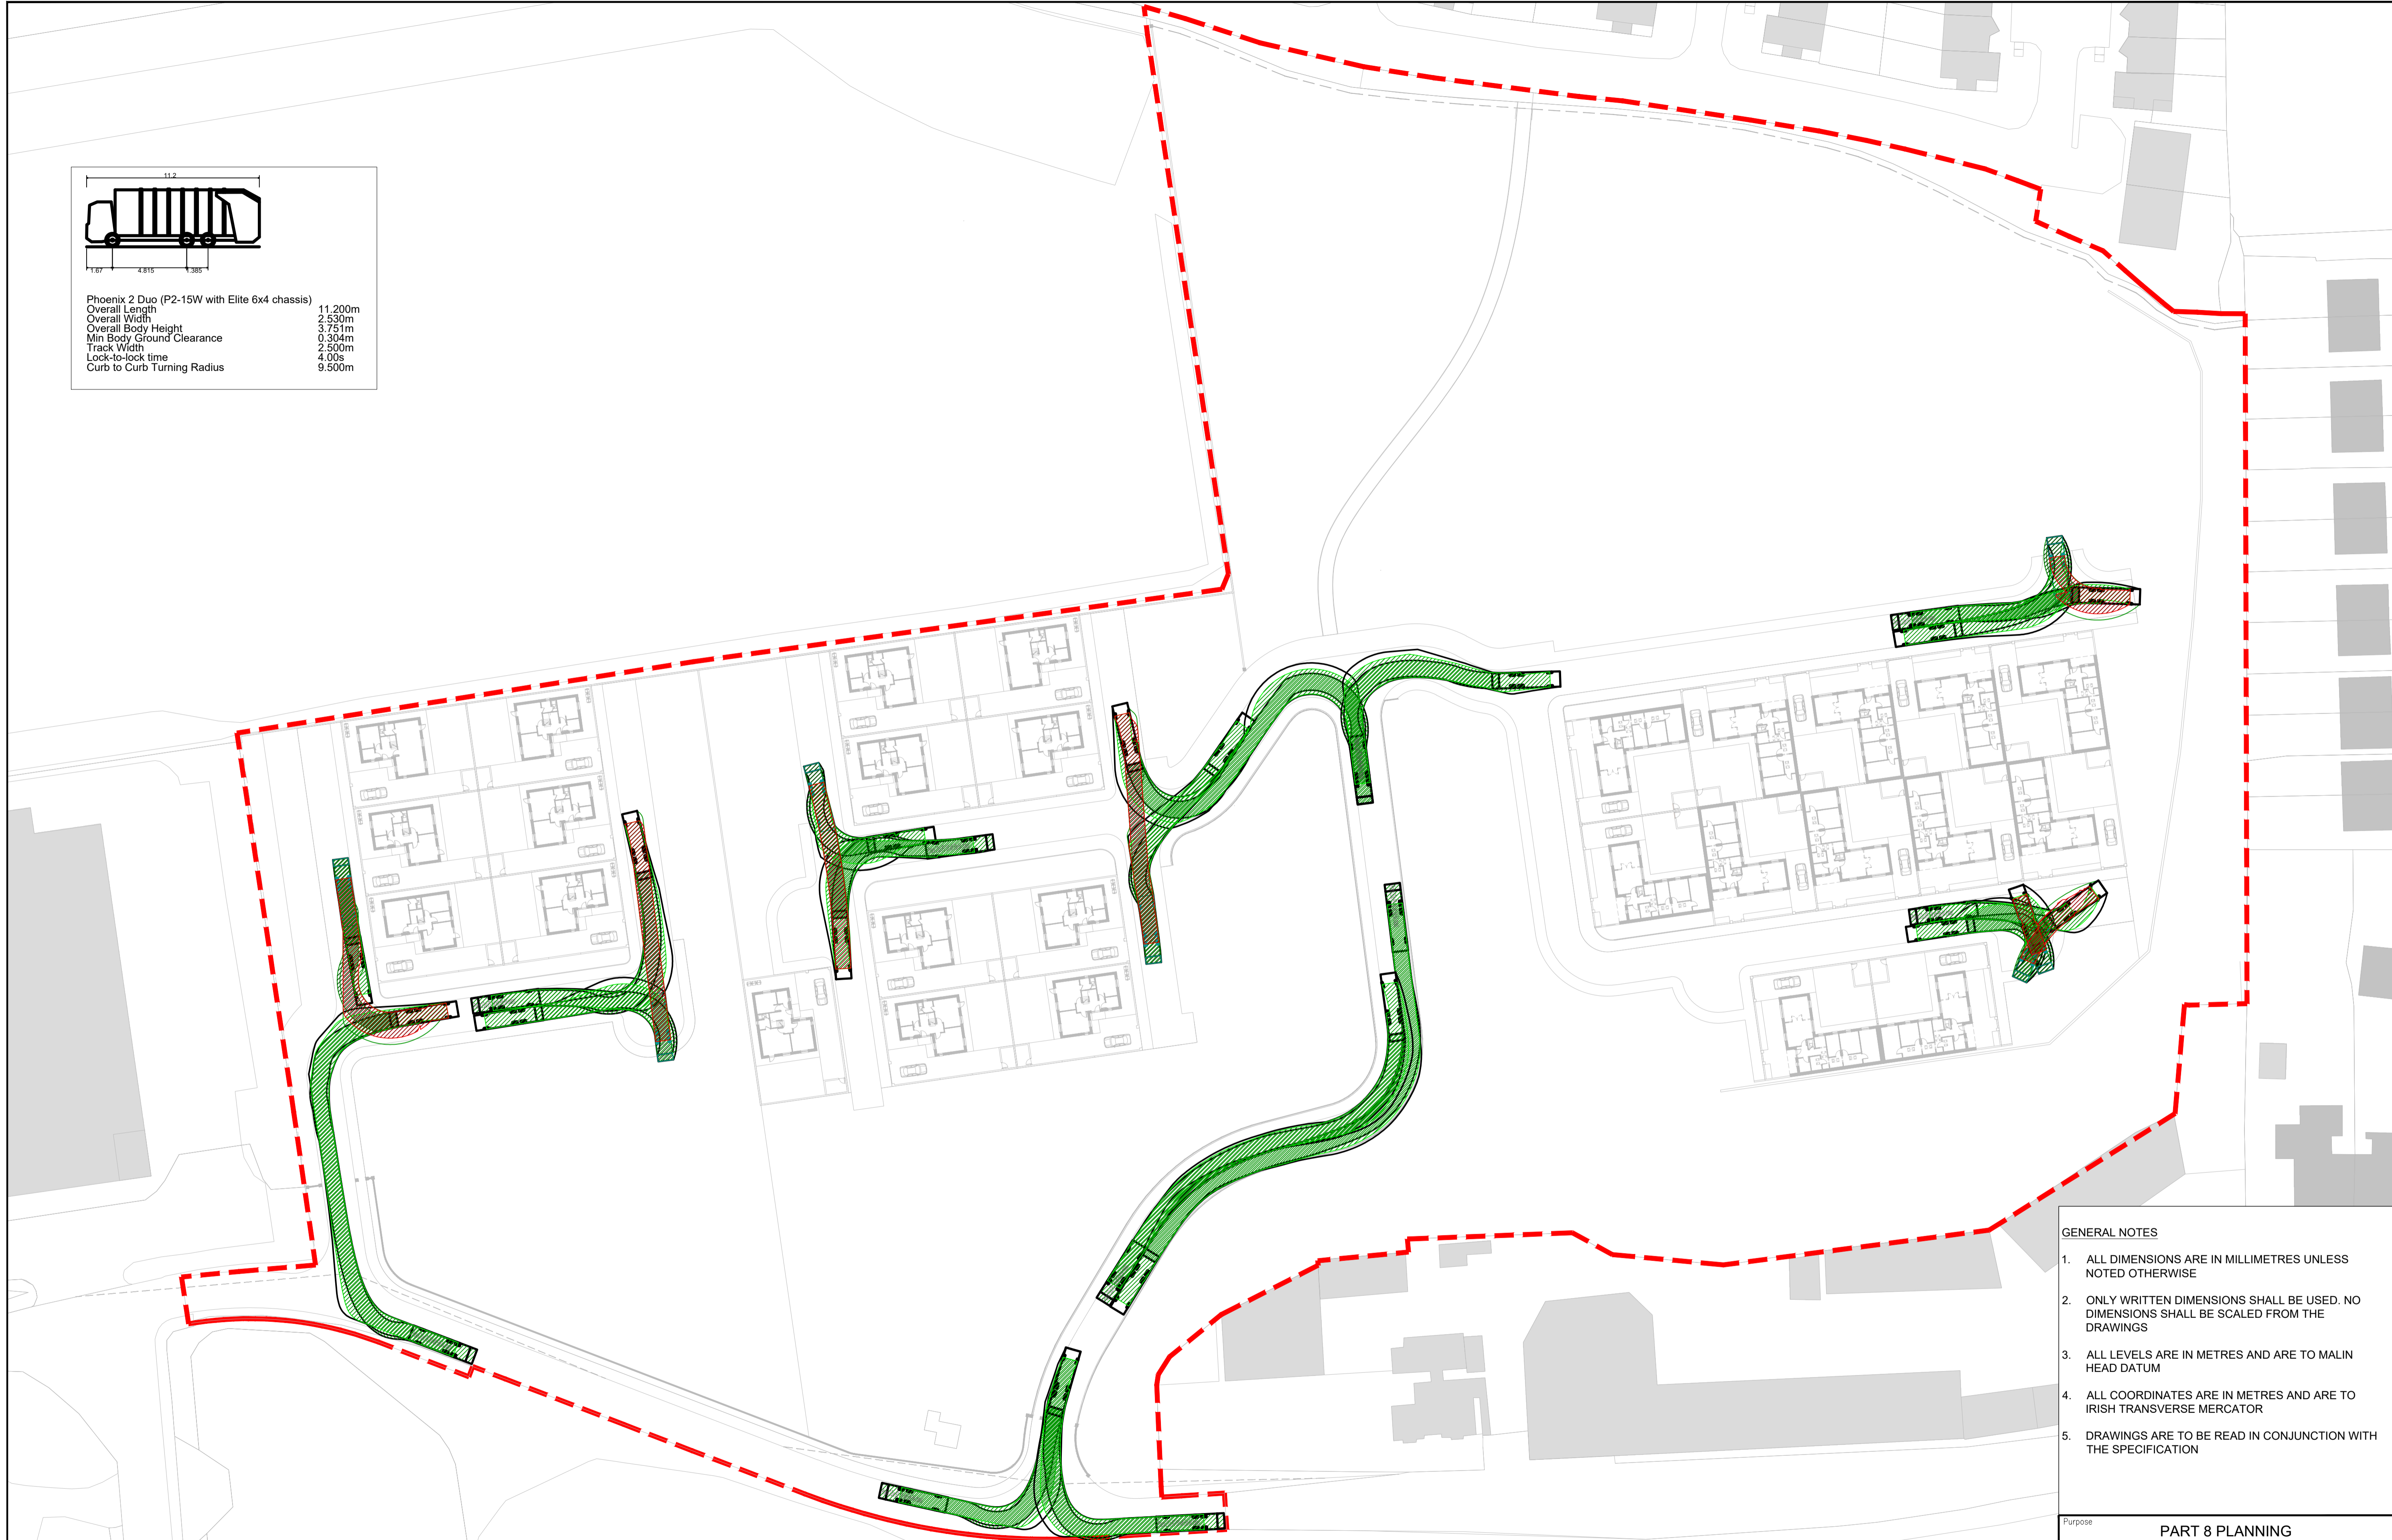 11.2
1.67
4.815
1.385
Phoenix 2 Duo (P2-15W with Elite 6x4 chassis)
Overall Length 11.200m
Overall Width 2.530m
Overall Body Height 3.751m
Min Body Ground Clearance 0.304m
Track Width 2.500m
Lock-to-lock time 4.00s
Curb to Curb Turning Radius 9.500m
GENERAL NOTES
1. ALL DIMENSIONS ARE IN MILLIMETRES UNLESS
NOTED OTHERWISE
2. ONLY WRITTEN DIMENSIONS SHALL BE USED. NO
DIMENSIONS SHALL BE SCALED FROM THE
DRAWINGS
3. ALL LEVELS ARE IN METRES AND ARE TO MALIN
HEAD DATUM
4. ALL COORDINATES ARE IN METRES AND ARE TO
IRISH TRANSVERSE MERCATOR
5. DRAWINGS ARE TO BE READ IN CONJUNCTION WITH
THE SPECIFICATION
Purpose
PART 8 PLANNING